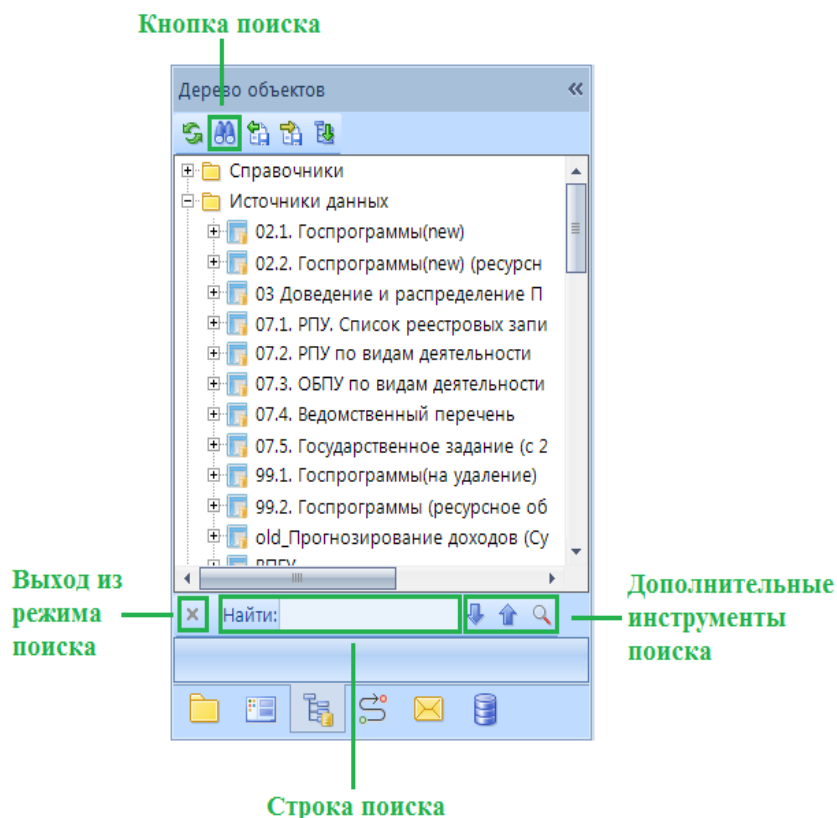 Кнопка поиска
Дерево объектов
Справочники
Источники данных
02.1. Госпрограммы(new)
02.2. Госпрограммы(new) (ресурсн
03 Доведение и распределение П
07.1. РПУ. Список реестровых запи
07.2. РПУ по видам деятельности
07.3. ОБПУ по видам деятельности
07.4. Ведомственный перечень
07.5. Государственное задание (с 2
99.1. Госпрограммы(на удаление)
99.2. Госпрограммы (ресурсное об
old_Прогнозирование доходов (Су
Выход из
режима
поиска
Найти:
Дополнительные
инструменты
поиска
Строка поиска